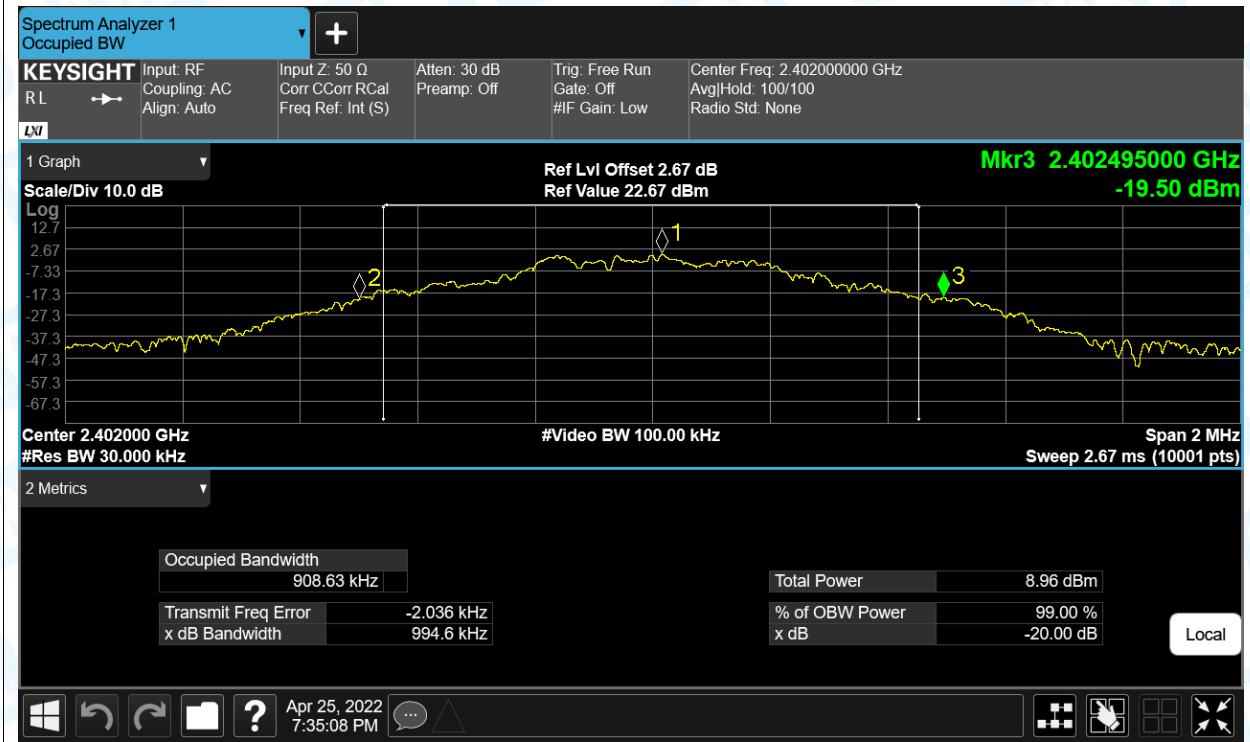 Spectrum Analyzer 1
Occupied BW
KEYSIGHT
R L
LXI
Input: RF
Coupling: AC
Align: Auto
Input Z: 50 Ω
Corr CCorr RCal
Freq Ref: Int (S)
Atten: 30 dB
Preamp: Off
Trig: Free Run
Gate: Off
#IF Gain: Low
Center Freq: 2.402000000 GHz
Avg|Hold: 100/100
Radio Std: None
1 Graph
Scale/Div 10.0 dB
Ref Lvl Offset 2.67 dB
Ref Value 22.67 dBm
Mkr3 2.402495000 GHz
-19.50 dBm
Log
12.7
2.67
-7.33
-17.3
-27.3
-37.3
-47.3
-57.3
-67.3
1
2
3
Center 2.402000 GHz
#Res BW 30.000 kHz
#Video BW 100.00 kHz
Span 2 MHz
Sweep 2.67 ms (10001 pts)
2 Metrics
Occupied Bandwidth
908.63 kHz
Transmit Freq Error -2.036 kHz
x dB Bandwidth 994.6 kHz
Total Power 8.96 dBm
% of OBW Power 99.00 %
x dB -20.00 dB
Local
?
Apr 25, 2022
7:35:08 PM